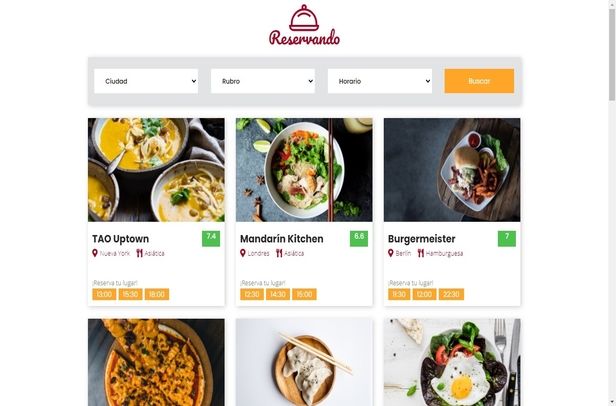 Reservando
Ciudad Rubro Horario Buscar
TAO Uptown 7.4
Nueva York Asiática
¡Reserva tu lugar!
13:00 15:30 18:00
Mandarín Kitchen 6.6
Londres Asiática
¡Reserva tu lugar!
12:30 14:30 15:00
Burgermeister 7
Berlín Hamburguesa
¡Reserva tu lugar!
11:30 12:00 22:30